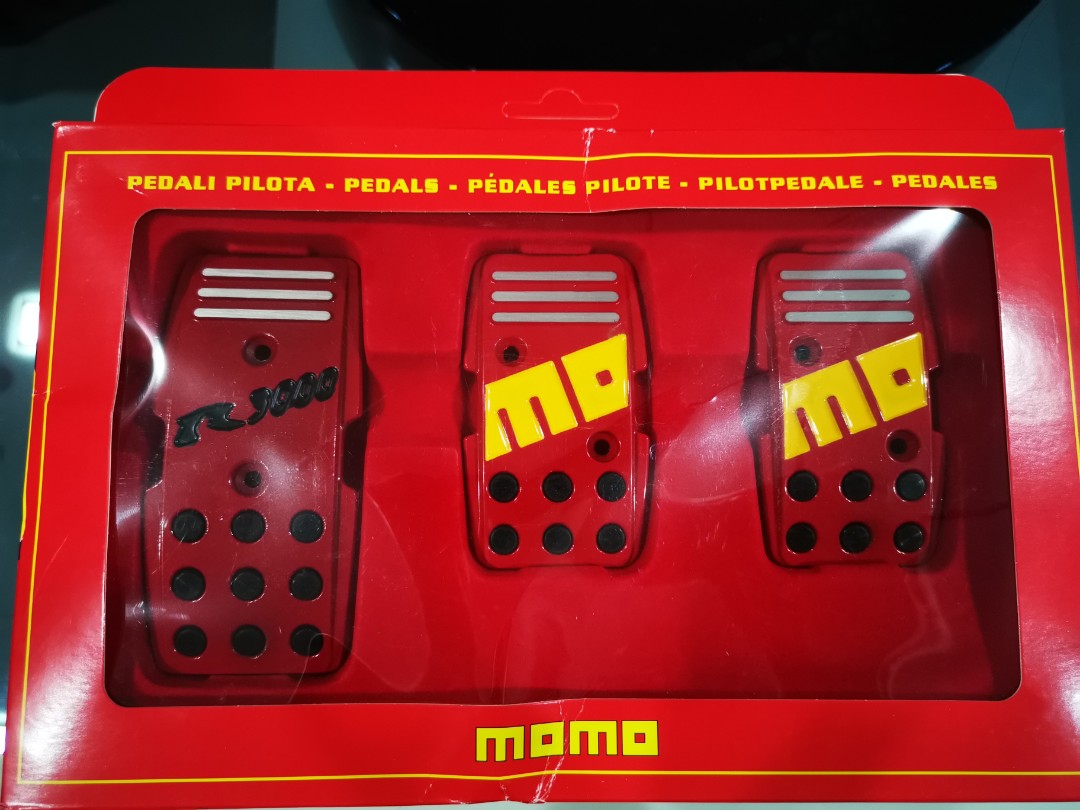 PEDALI PILOTA - PEDALS - PÉDALES PILOTE - PILOTPEDALE - PEDALES
mo
mo
momo